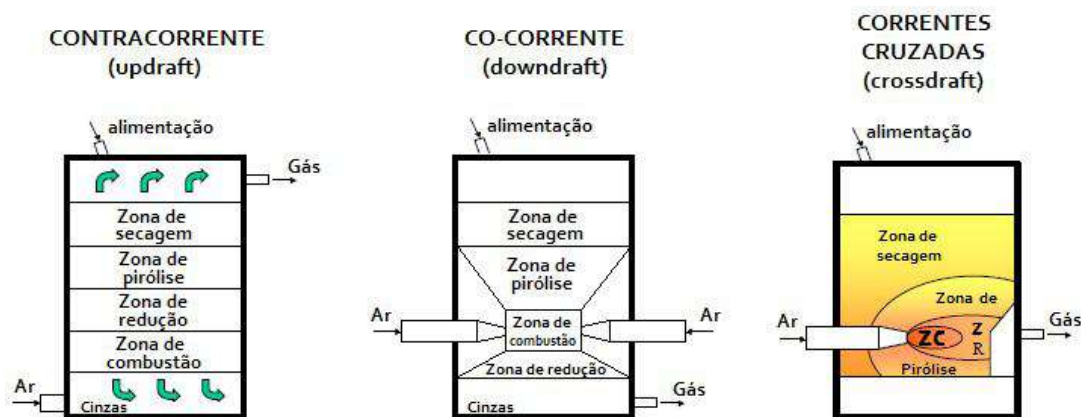 CONTRACORRENTE
(updraft)
alimentação
Gás
Zona de
secagem
Zona de
pirólise
Zona de
redução
Zona de
combustão
Ar
Cinzas
CO-CORRENTE
(downdraft)
alimentação
Zona de
secagem
Zona de
pirólise
Ar
Zona de
combustão
Ar
Zona de redução
Gás
Cinzas
CORRENTES
CRUZADAS
(crossdraft)
alimentação
Zona de
secagem
Zona de
Ar
ZC
Z
R
Gás
Pirólise